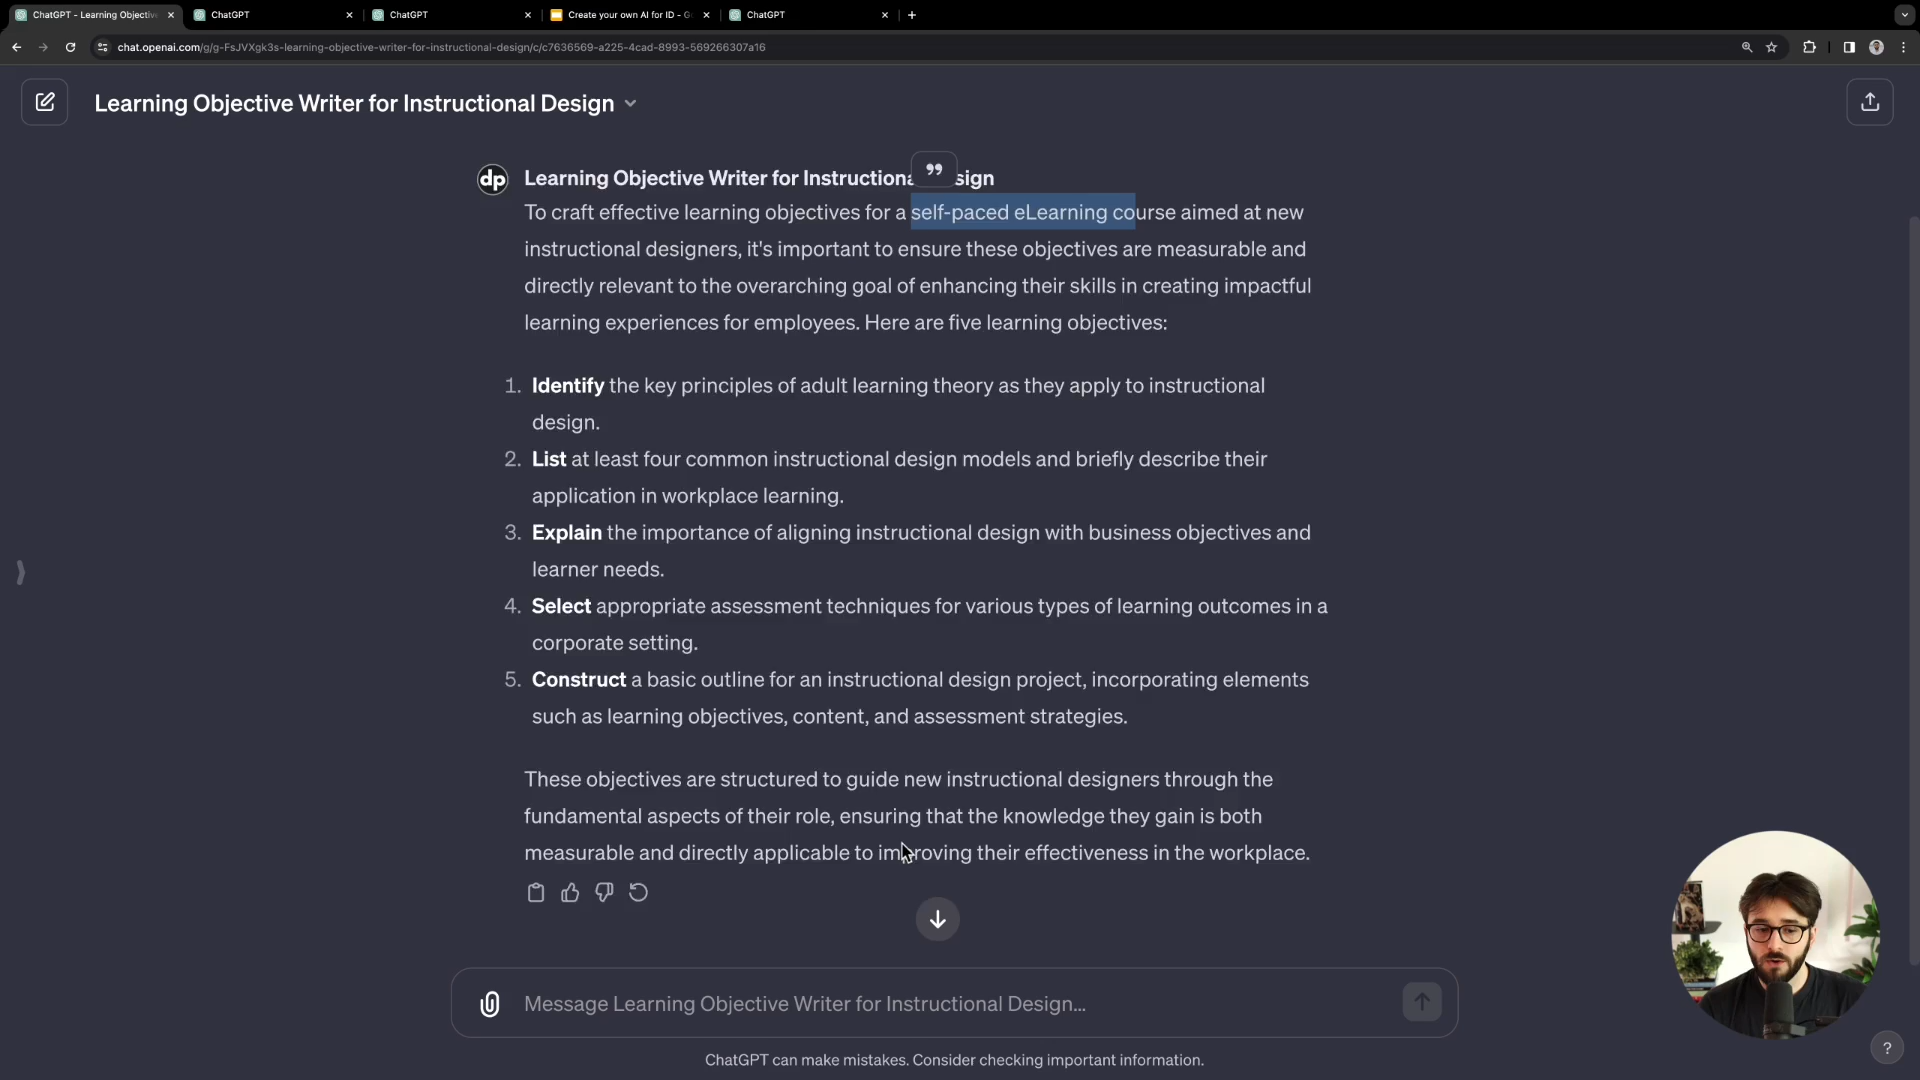 ChatGPT - Learning Objective
ChatGPT
ChatGPT
Create your own AI for ID - G
ChatGPT
chat.openai.com/g/g-FsJVXgk3s-learning-objective-writer-for-instructional-design/c/c7636569-a225-4cad-8993-569266307a16
Learning Objective Writer for Instructional Design
dp
Learning Objective Writer for Instructiona sign
To craft effective learning objectives for a self-paced eLearning course aimed at new
instructional designers, it's important to ensure these objectives are measurable and
directly relevant to the overarching goal of enhancing their skills in creating impactful
learning experiences for employees. Here are five learning objectives:
1. Identify the key principles of adult learning theory as they apply to instructional
design.
2. List at least four common instructional design models and briefly describe their
application in workplace learning.
3. Explain the importance of aligning instructional design with business objectives and
learner needs.
4. Select appropriate assessment techniques for various types of learning outcomes in a
corporate setting.
5. Construct a basic outline for an instructional design project, incorporating elements
such as learning objectives, content, and assessment strategies.
These objectives are structured to guide new instructional designers through the
fundamental aspects of their role, ensuring that the knowledge they gain is both
measurable and directly applicable to improving their effectiveness in the workplace.
Message Learning Objective Writer for Instructional Design...
ChatGPT can make mistakes. Consider checking important information.
?